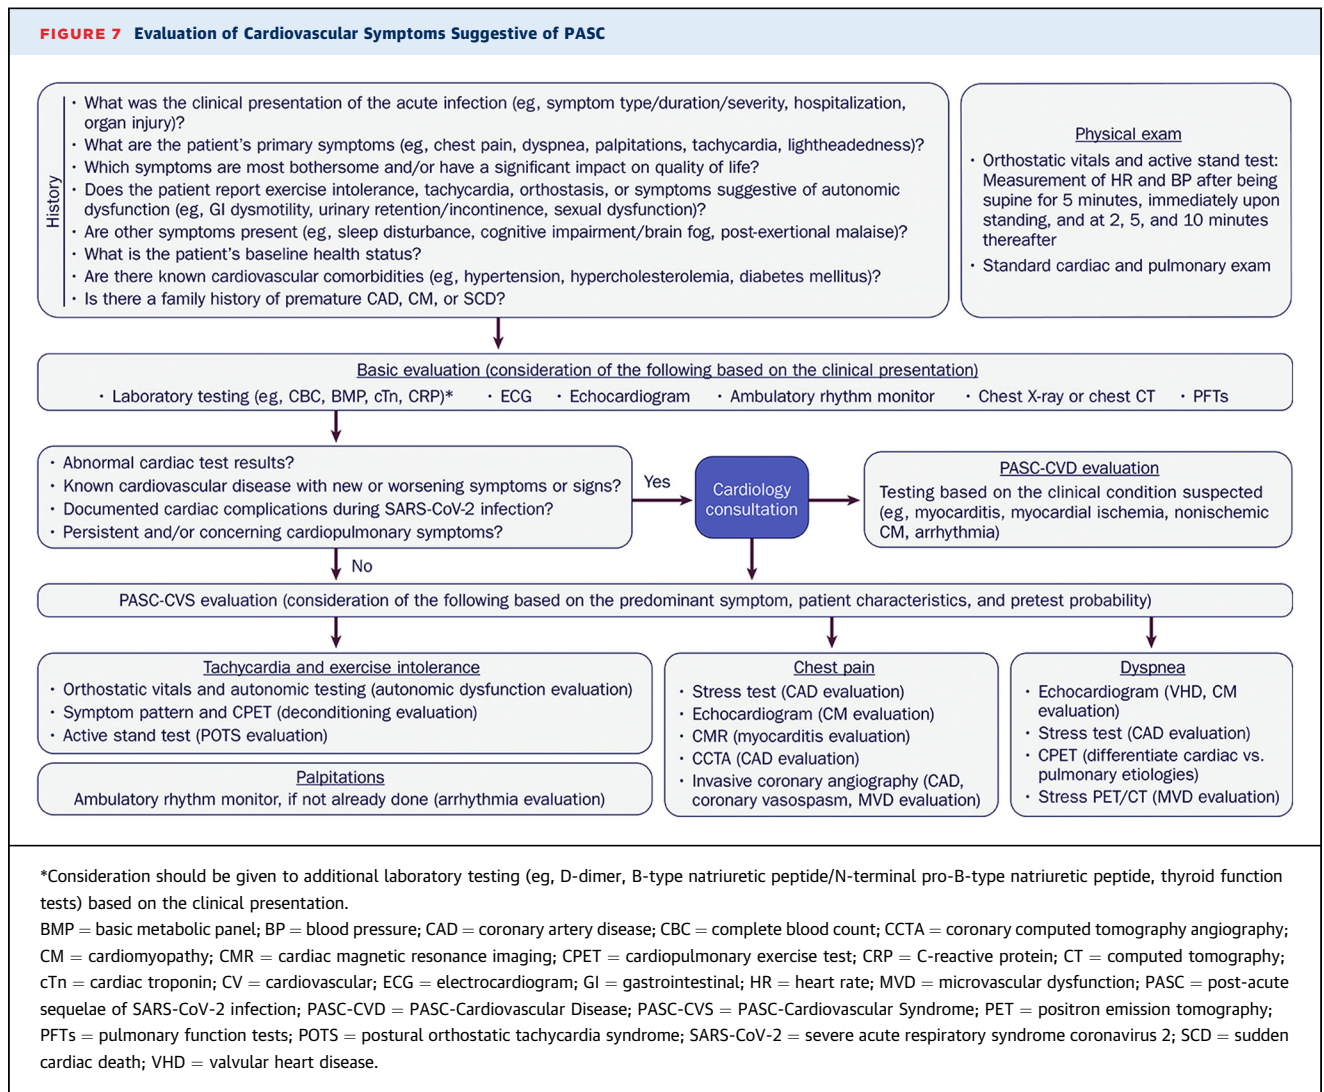 FIGURE 7 Evaluation of Cardiovascular Symptoms Suggestive of PASC
History
• What was the clinical presentation of the acute infection (eg, symptom type/duration/severity, hospitalization,
organ injury)?
• What are the patient's primary symptoms (eg, chest pain, dyspnea, palpitations, tachycardia, lightheadedness)?
• Which symptoms are most bothersome and/or have a significant impact on quality of life?
• Does the patient report exercise intolerance, tachycardia, orthostasis, or symptoms suggestive of autonomic
dysfunction (eg, GI dysmotility, urinary retention/incontinence, sexual dysfunction)?
• Are other symptoms present (eg, sleep disturbance, cognitive impairment/brain fog, post-exertional malaise)?
• What is the patient's baseline health status?
• Are there known cardiovascular comorbidities (eg, hypertension, hypercholesterolemia, diabetes mellitus)?
• Is there a family history of premature CAD, CM, or SCD?
Physical exam
• Orthostatic vitals and active stand test:
Measurement of HR and BP after being
supine for 5 minutes, immediately upon
standing, and at 2, 5, and 10 minutes
thereafter
• Standard cardiac and pulmonary exam
Basic evaluation (consideration of the following based on the clinical presentation)
• Laboratory testing (eg, CBC, BMP, cTn, CRP)* • ECG • Echocardiogram • Ambulatory rhythm monitor • Chest X-ray or chest CT • PFTs
• Abnormal cardiac test results?
• Known cardiovascular disease with new or worsening symptoms or signs?
• Documented cardiac complications during SARS-CoV-2 infection?
• Persistent and/or concerning cardiopulmonary symptoms?
Yes
Cardiology
consultation
PASC-CVD evaluation
Testing based on the clinical condition suspected
(eg, myocarditis, myocardial ischemia, nonischemic
CM, arrhythmia)
No
PASC-CVS evaluation (consideration of the following based on the predominant symptom, patient characteristics, and pretest probability)
Tachycardia and exercise intolerance
• Orthostatic vitals and autonomic testing (autonomic dysfunction evaluation)
• Symptom pattern and CPET (deconditioning evaluation)
• Active stand test (POTS evaluation)
Palpitations
Ambulatory rhythm monitor, if not already done (arrhythmia evaluation)
Chest pain
• Stress test (CAD evaluation)
• Echocardiogram (CM evaluation)
• CMR (myocarditis evaluation)
• CCTA (CAD evaluation)
• Invasive coronary angiography (CAD,
coronary vasospasm, MVD evaluation)
Dyspnea
• Echocardiogram (VHD, CM
evaluation)
• Stress test (CAD evaluation)
• CPET (differentiate cardiac vs.
pulmonary etiologies)
• Stress PET/CT (MVD evaluation)
*Consideration should be given to additional laboratory testing (eg, D-dimer, B-type natriuretic peptide/N-terminal pro-B-type natriuretic peptide, thyroid function
tests) based on the clinical presentation.
BMP = basic metabolic panel; BP = blood pressure; CAD = coronary artery disease; CBC = complete blood count; CCTA = coronary computed tomography angiography;
CM = cardiomyopathy; CMR = cardiac magnetic resonance imaging; CPET = cardiopulmonary exercise test; CRP = C-reactive protein; CT = computed tomography;
cTn = cardiac troponin; CV = cardiovascular; ECG = electrocardiogram; GI = gastrointestinal; HR = heart rate; MVD = microvascular dysfunction; PASC = post-acute
sequelae of SARS-CoV-2 infection; PASC-CVD = PASC-Cardiovascular Disease; PASC-CVS = PASC-Cardiovascular Syndrome; PET = positron emission tomography;
PFTs = pulmonary function tests; POTS = postural orthostatic tachycardia syndrome; SARS-CoV-2 = severe acute respiratory syndrome coronavirus 2; SCD = sudden
cardiac death; VHD = valvular heart disease.